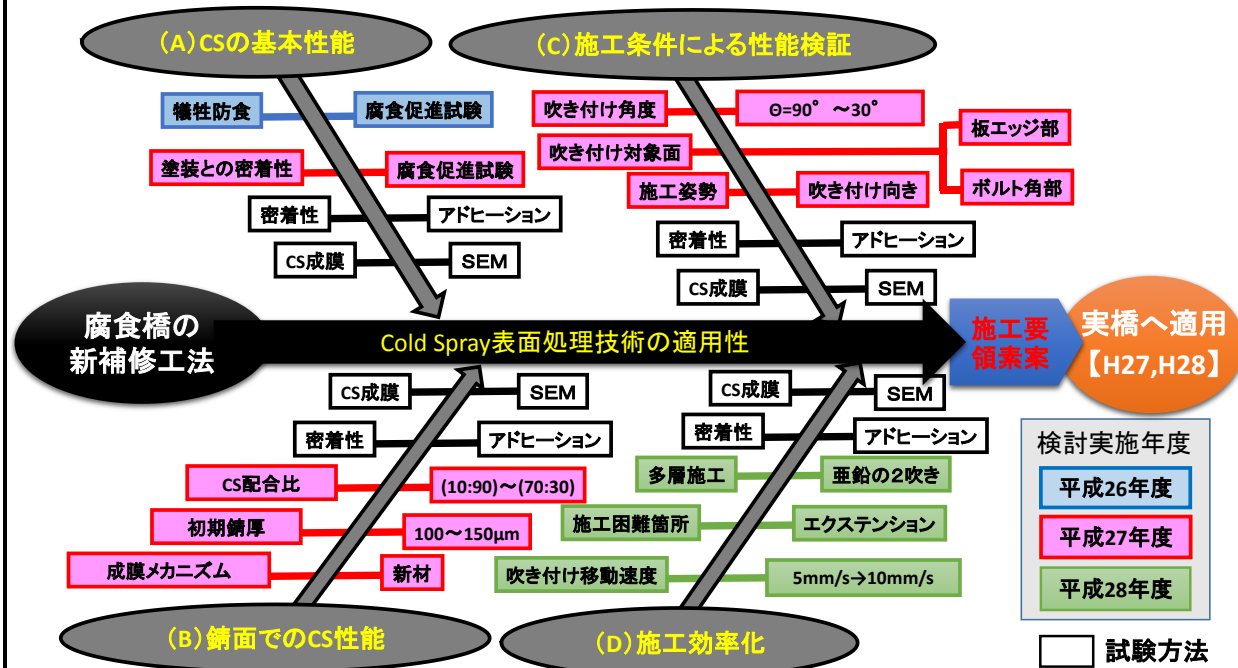 (A)CSの基本性能
(C)施工条件による性能検証
犠牲防食
腐食促進試験
塗装との密着性
腐食促進試験
密着性
アドヒーション
CS成膜
SEM
吹き付け角度
Θ=90°～30°
吹き付け対象面
板エッジ部
ボルト角部
施工姿勢
吹き付け向き
密着性
アドヒーション
CS成膜
SEM
腐食橋の
新補修工法
Cold Spray表面処理技術の適用性
施工要
領素案
実橋へ適用
【H27,H28】
CS成膜
SEM
密着性
アドヒーション
CS配合比
(10:90)～(70:30)
初期錆厚
100～150μm
成膜メカニズム
新材
(B)錆面でのCS性能
CS成膜
SEM
密着性
アドヒーション
多層施工
亜鉛の2吹き
施工困難箇所
エクステンション
吹き付け移動速度
5mm/s→10mm/s
(D)施工効率化
検討実施年度
平成26年度
平成27年度
平成28年度
試験方法